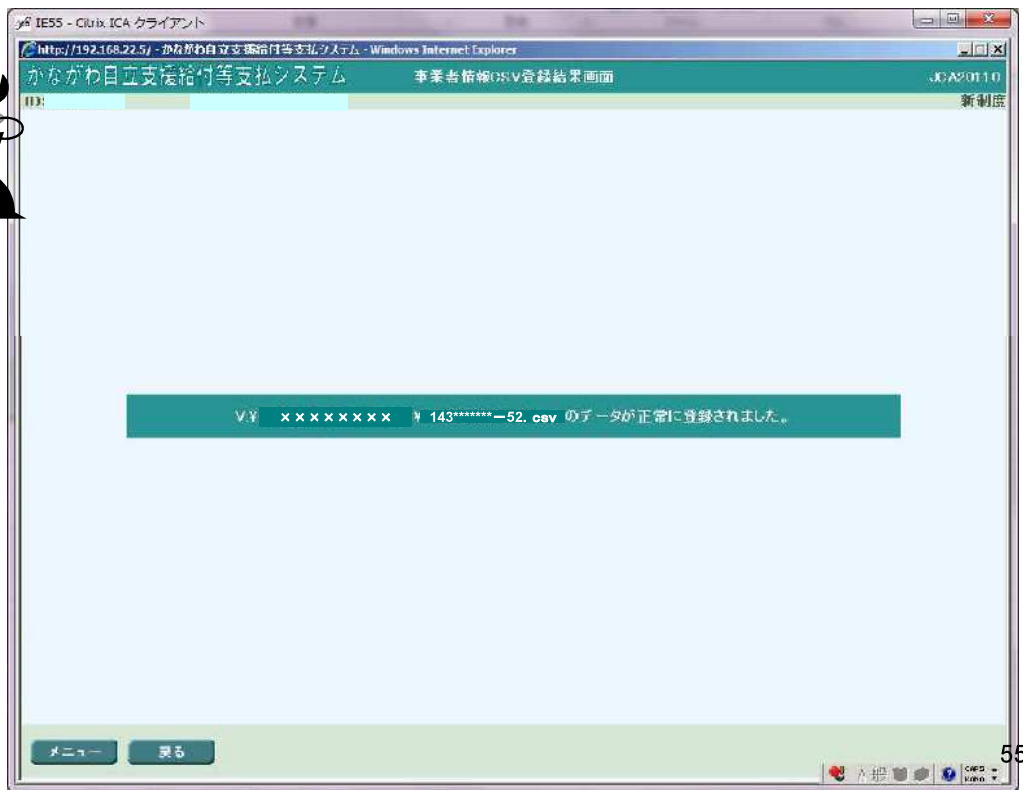 IE55 - Citrix ICA クライアント
http://192.168.22.5/ - かながわ自立支援給付等支払システム - Windows Internet Explorer
かながわ自立支援給付等支払システム 事業者情報CSV登録結果画面 JCA20110
ID: 新制度
V:¥ ×××××××× ¥ 143*******－52. csv のデータが正常に登録されました。
メニュー 戻る
55
A 般 CAPS KANA